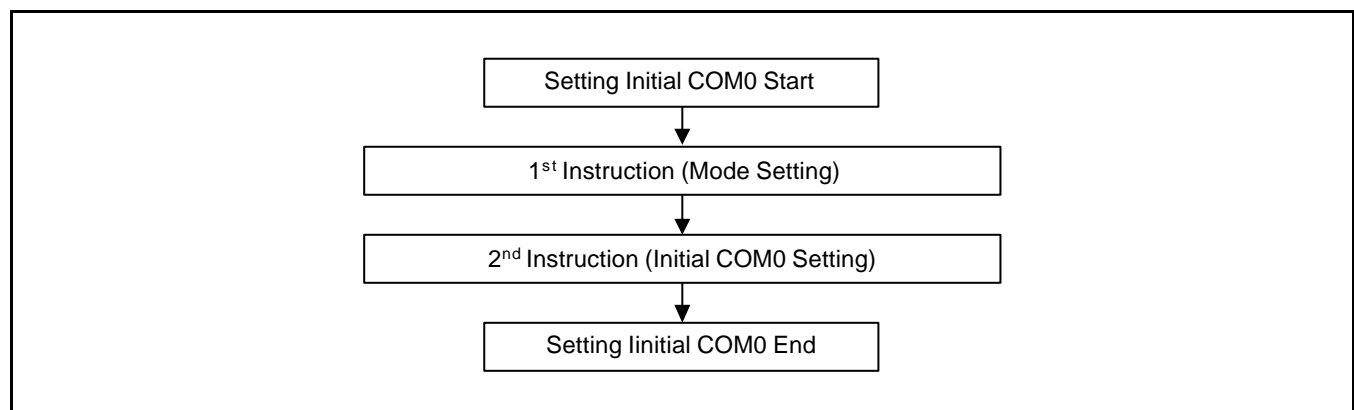 Setting Initial COM0 Start
1st Instruction (Mode Setting)
2nd Instruction (Initial COM0 Setting)
Setting Iinitial COM0 End